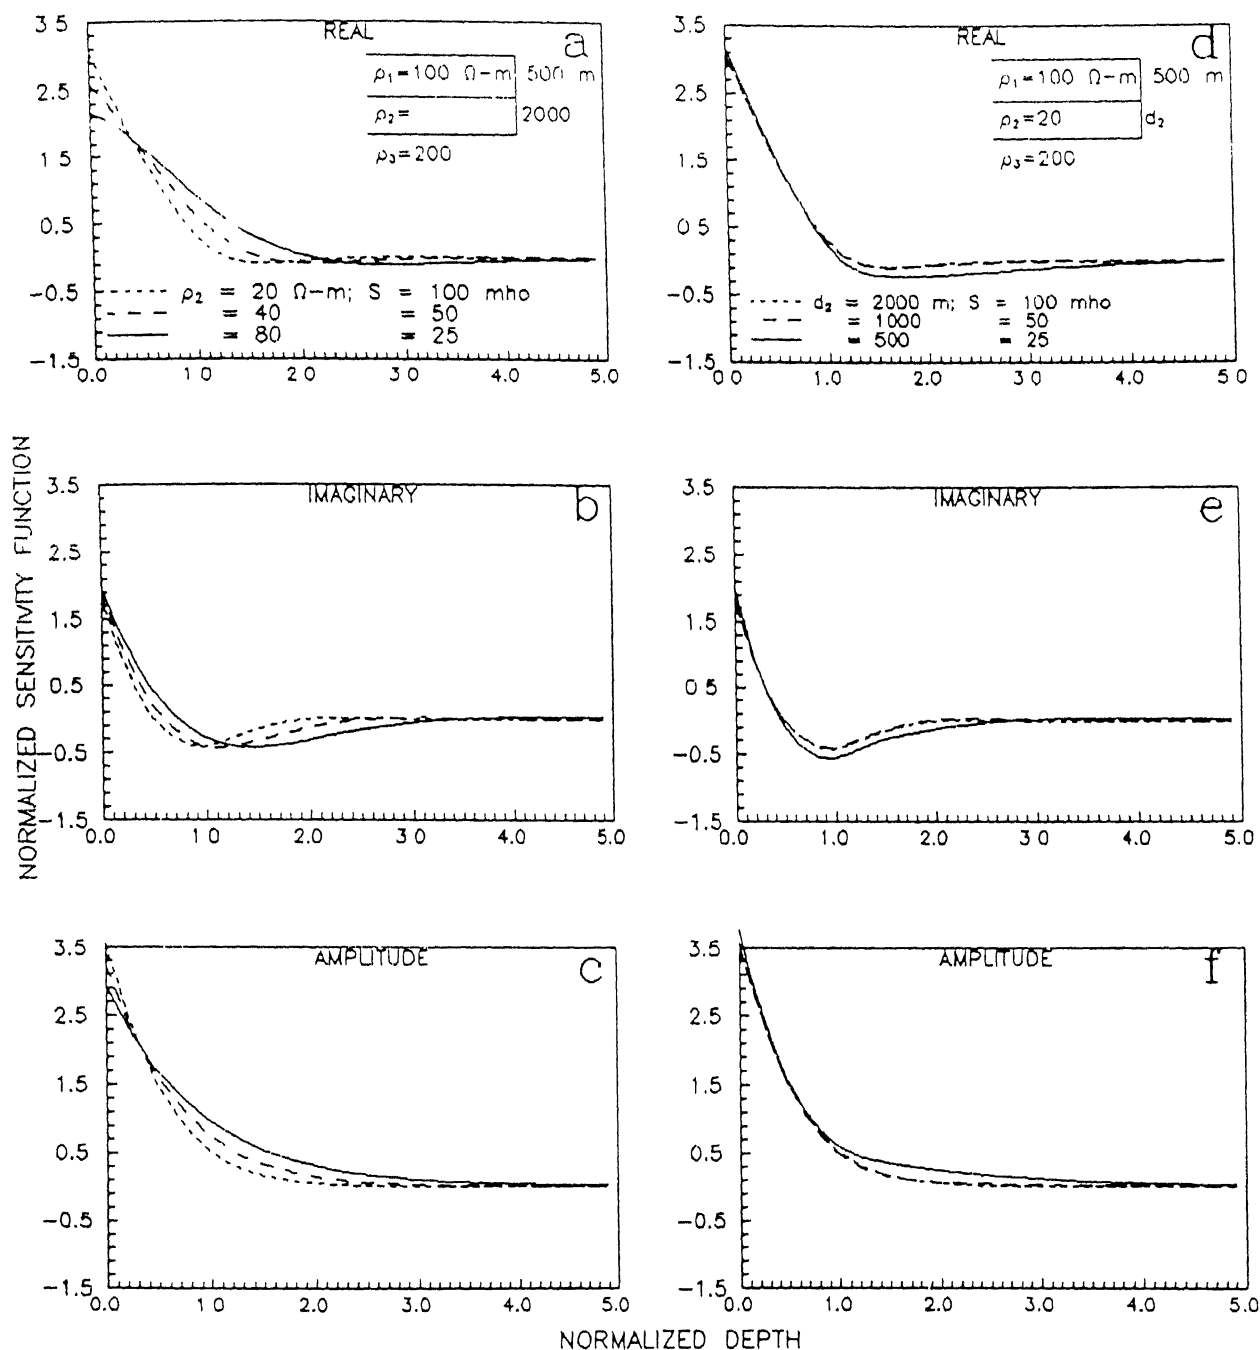 NORMALIZED SENSITIVITY FUNCTION
3 5
2.5
1.5
0.5
−0.5
−1.5
REAL
a
ρ₁=100 Ω−m 500 m
ρ₂= 2000
ρ₃=200
ρ₂ = 20 Ω−m; S = 100 mho
= 40 = 50
= 80 = 25
0.0 1.0 2.0 3.0 4.0 5.0
3.5
2.5
1.5
0.5
−0.5
−1.5
REAL
d
ρ₁=100 Ω−m 500 m
ρ₂=20 d₂
ρ₃=200
d₂ = 2000 m; S = 100 mho
= 1000 = 50
= 500 = 25
0 0 1.0 2.0 3 0 4.0 5.0
3.5
2.5
1.5
0.5
−0.5
−1.5
IMAGINARY
b
0.0 1 0 2.0 3 0 4.0 5.0
3.5
2.5
1.5
0 5
−0.5
−1.5
IMAGINARY
e
0.0 1.0 2 0 3.0 4.0 5.0
3.5
2.5
1.5
0.5
−0.5
−1.5
AMPLITUDE
c
0.0 1 0 2.0 3.0 4.0 5.0
3.5
2.5
1.5
0.5
−0.5
−1.5
AMPLITUDE
f
0.0 1.0 2.0 3.0 4.0 5.0
NORMALIZED DEPTH